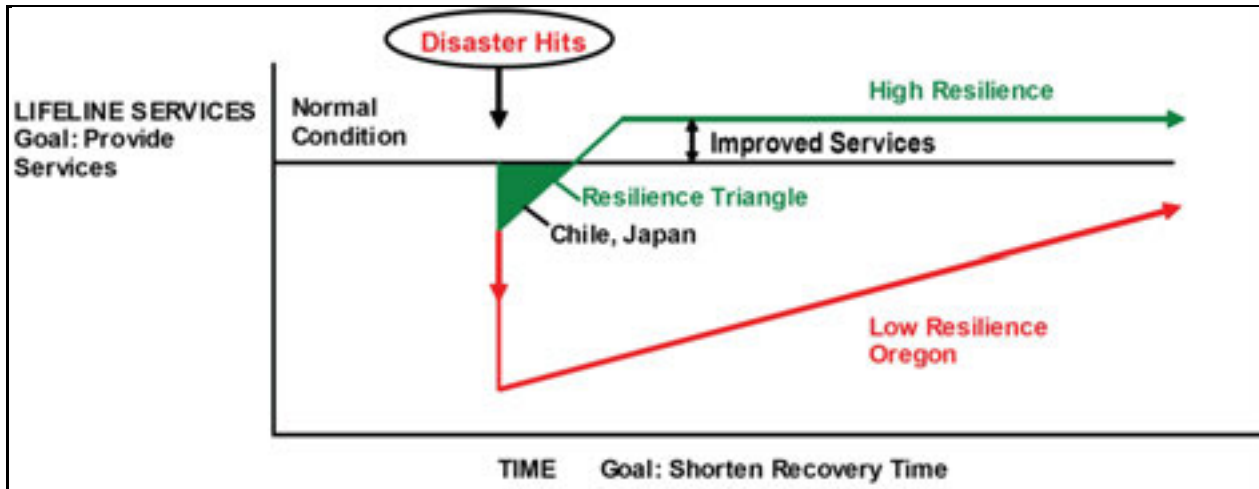 Disaster Hits
LIFELINE SERVICES
Goal: Provide
Services
Normal
Condition
High Resilience
Improved Services
Resilience Triangle
Chile, Japan
Low Resilience
Oregon
TIME Goal: Shorten Recovery Time